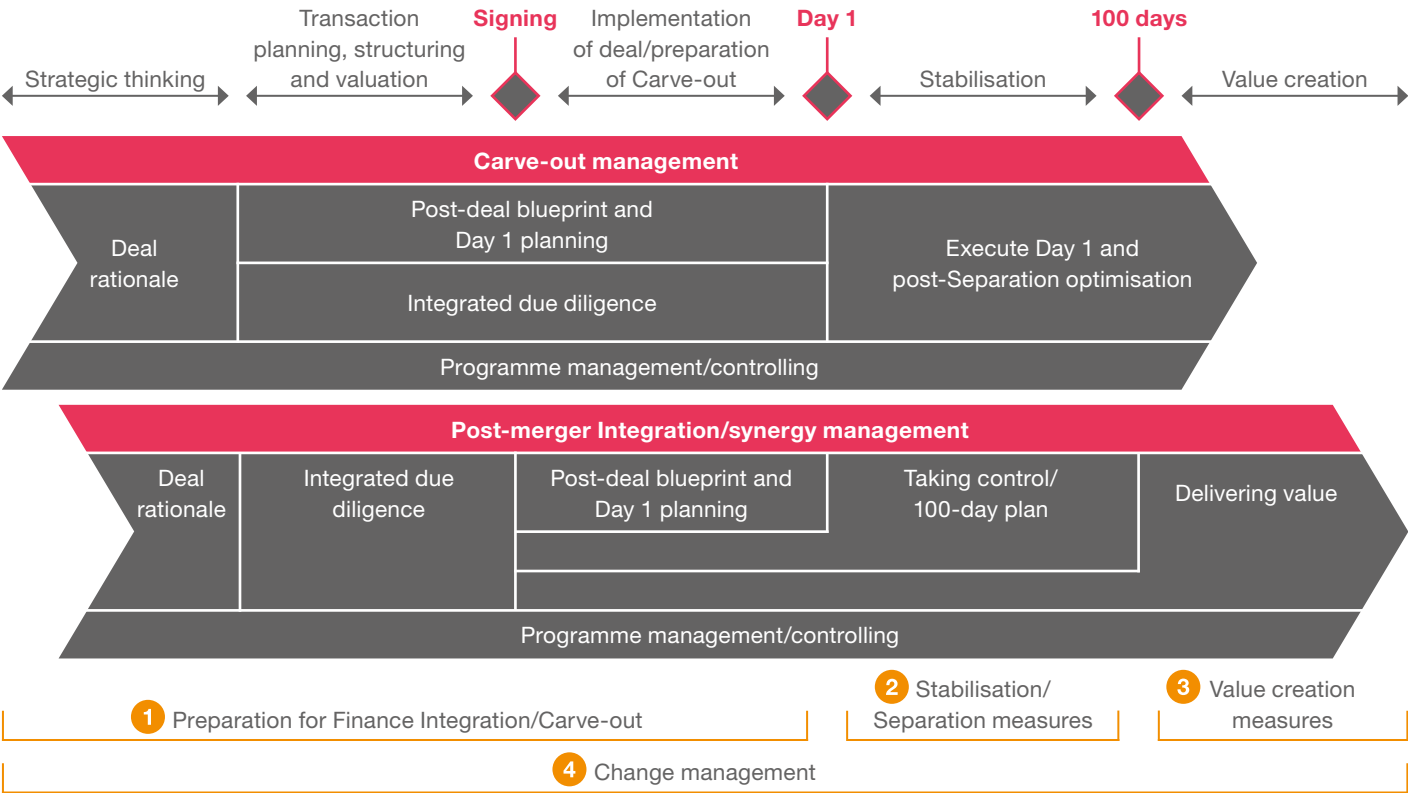 Strategic thinking
Transaction
planning, structuring
and valuation
Signing
Implementation
of deal/preparation
of Carve-out
Day 1
Stabilisation
100 days
Value creation
Carve-out management
Deal
rationale
Post-deal blueprint and
Day 1 planning
Integrated due diligence
Execute Day 1 and
post-Separation optimisation
Programme management/controlling
Post-merger Integration/synergy management
Deal
rationale
Integrated due
diligence
Post-deal blueprint and
Day 1 planning
Taking control/
100-day plan
Delivering value
Programme management/controlling
1 Preparation for Finance Integration/Carve-out
2 Stabilisation/
Separation measures
3 Value creation
measures
4 Change management